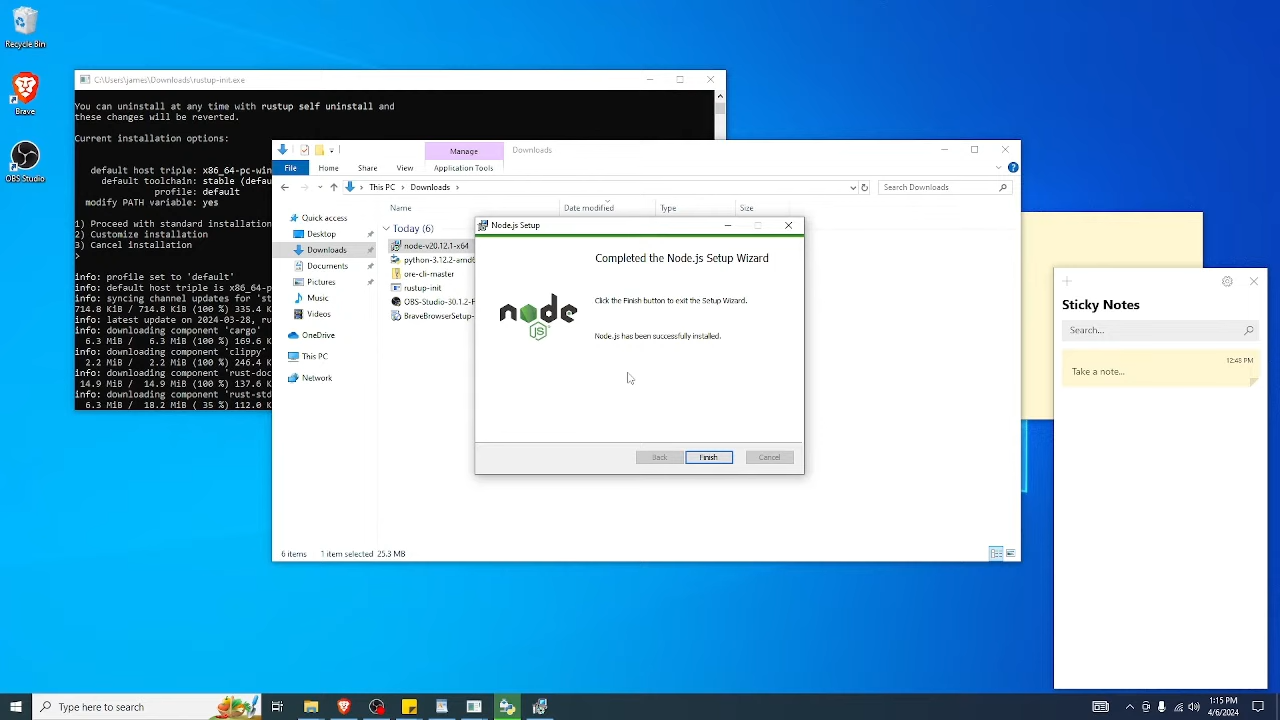 Recycle Bin
Brave
OBS Studio
C:\Users\james\Downloads\rustup-init.exe
You can uninstall at any time with rustup self uninstall and
these changes will be reverted.
Current installation options:
default host triple: x86_64-pc-win
default toolchain: stable (defau
profile: default
modify PATH variable: yes
1) Proceed with standard installation
2) Customize installation
3) Cancel installation
>
info: profile set to 'default'
info: default host triple is x86_64-p
info: syncing channel updates for 'st
714.8 KiB / 714.8 KiB (100 %) 335.4 K
info: latest update on 2024-03-28, ru
info: downloading component 'cargo'
6.3 MiB / 6.3 MiB (100 %) 169.6 K
info: downloading component 'clippy'
2.2 MiB / 2.2 MiB (100 %) 246.4 K
info: downloading component 'rust-doc
14.9 MiB / 14.9 MiB (100 %) 137.6 K
info: downloading component 'rust-std
6.3 MiB / 18.2 MiB ( 35 %) 112.0 K
Manage
Downloads
File
Home
Share
View
Application Tools
This PC
Downloads
Search Downloads
Name
Date modified
Type
Size
Quick access
Desktop
Downloads
Documents
Pictures
Music
Videos
OneDrive
This PC
Network
Today (6)
node-v20.12.1-x64
python-3.12.2-amd6
ore-cli-master
rustup-init
OBS-Studio-30.1.2-F
BraveBrowserSetup-
6 items
1 item selected 25.3 MB
Node.js Setup
Completed the Node.js Setup Wizard
Click the Finish button to exit the Setup Wizard.
Node.js has been successfully installed.
node
JS
Back
Finish
Cancel
Sticky Notes
Search...
12:45 PM
Take a note...
Type here to search
1:15 PM
4/6/2024